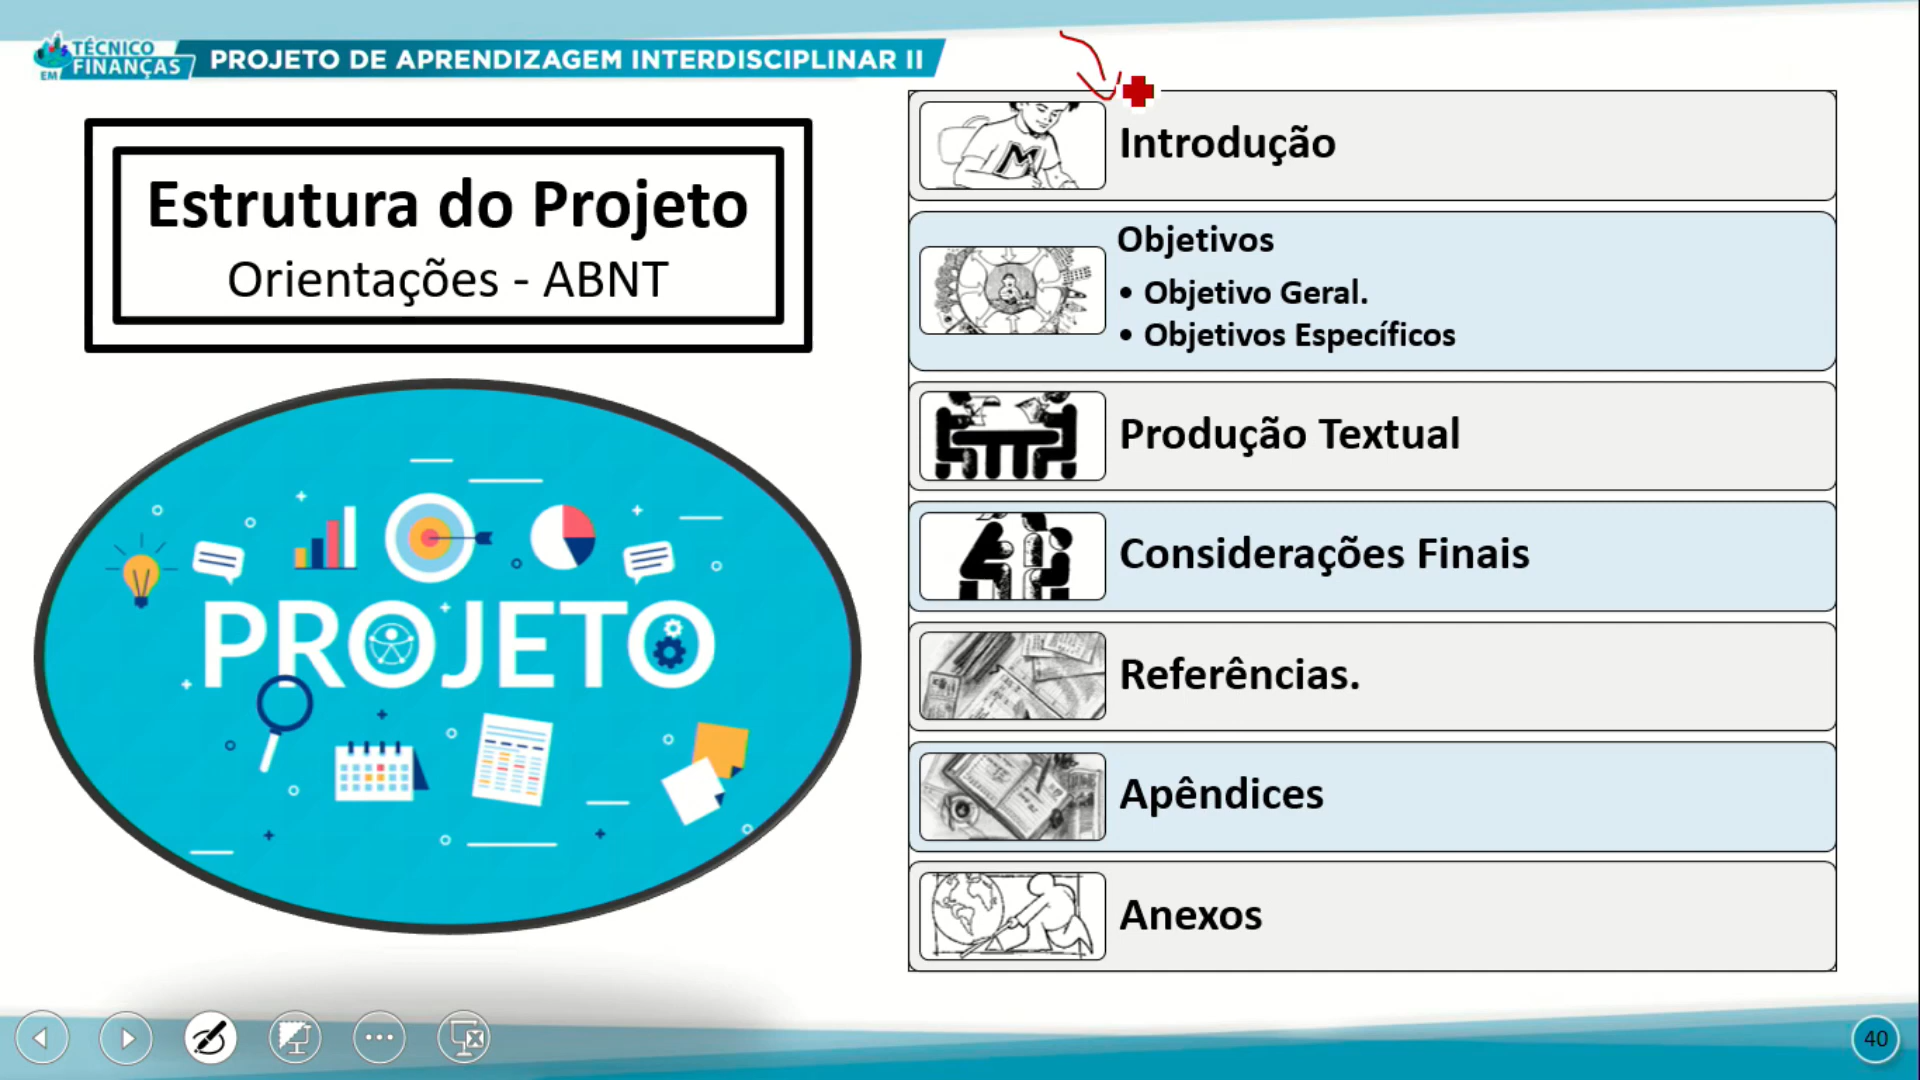 TÉCNICO
EM FINANÇAS
PROJETO DE APRENDIZAGEM INTERDISCIPLINAR II
Estrutura do Projeto
Orientações - ABNT
PROJETO
Introdução
Objetivos
• Objetivo Geral.
• Objetivos Específicos
Produção Textual
Considerações Finais
Referências.
Apêndices
Anexos
40